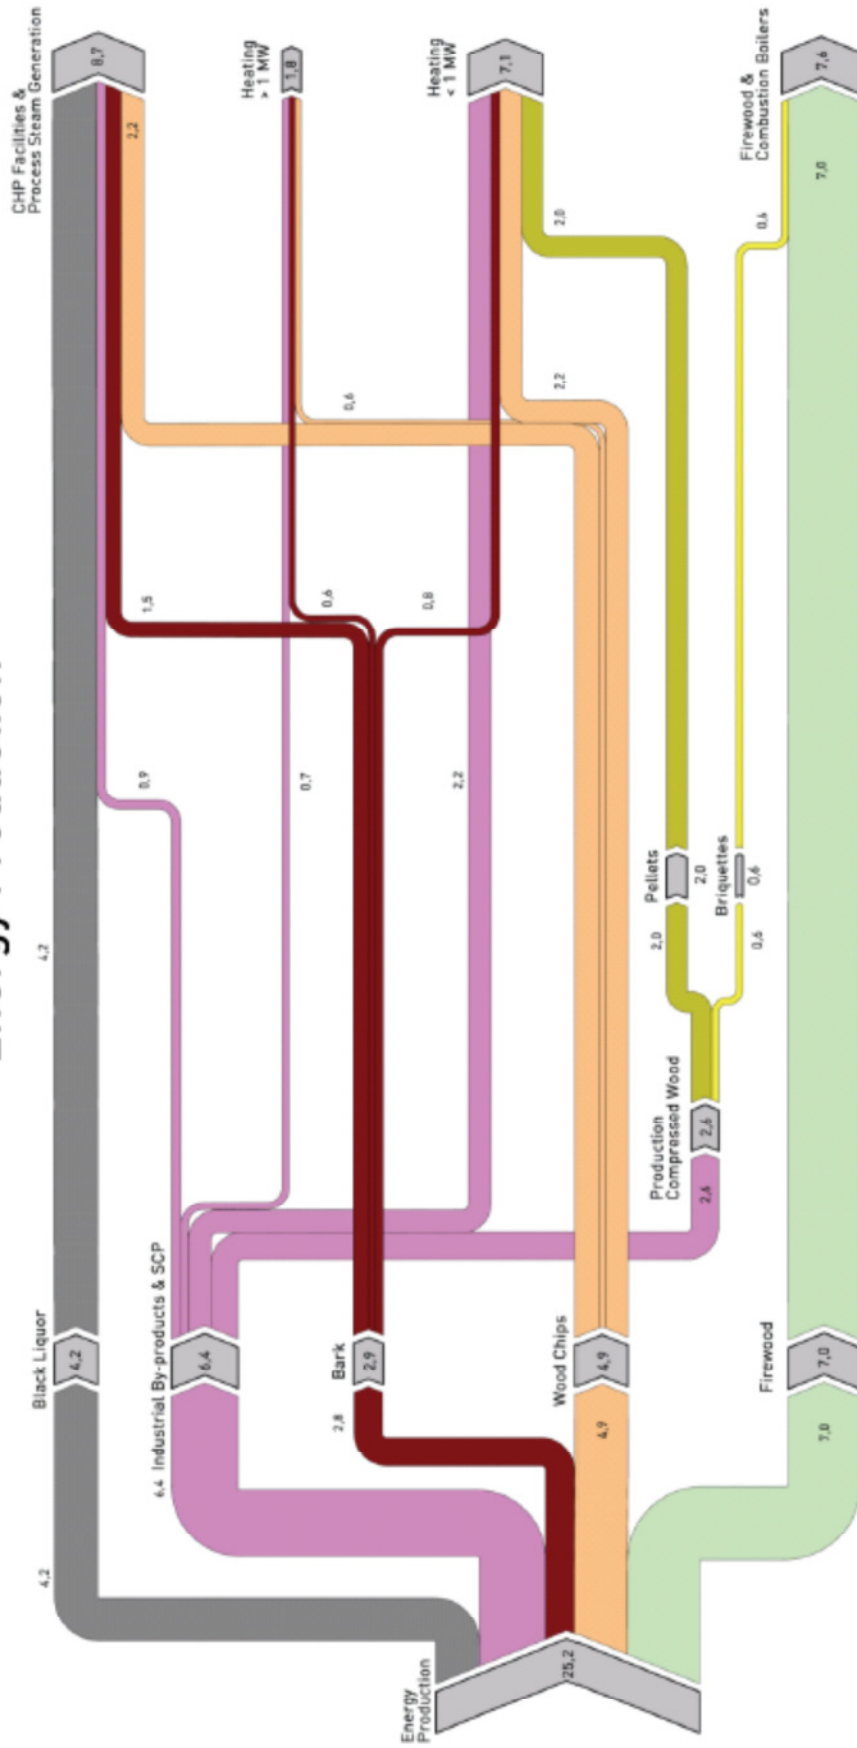 4,2
Black Liquor
4,2
4,2
CHP Facilities &
Process Steam Generation
8,7
2,2
6,4 Industrial By-products & SCP
6,4
0,9
1,5
Heating
> 1 MW
1,8
0,7
0,6
0,6
2,8
Bark
2,9
0,8
Heating
< 1 MW
7,1
Energy
Production
25,2
2,2
2,2
2,0
4,9
Wood Chips
4,9
Production
Compressed Wood
2,6
2,6
2,0
Pellets
2,0
Briquettes
0,6
0,6
0,6
Firewood &
Combustion Boilers
7,6
7,0
Firewood
7,0
7,0